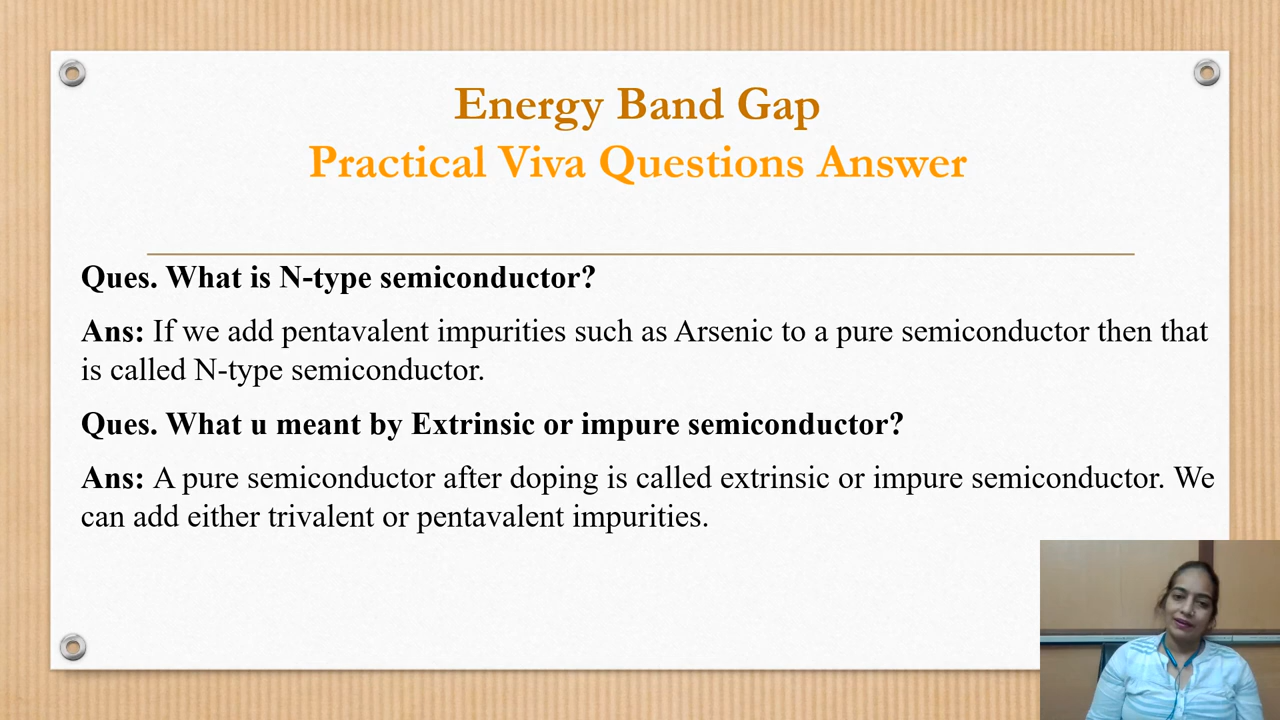 Energy Band Gap
Practical Viva Questions Answer
Ques. What is N-type semiconductor?
Ans: If we add pentavalent impurities such as Arsenic to a pure semiconductor then that
is called N-type semiconductor.
Ques. What u meant by Extrinsic or impure semiconductor?
Ans: A pure semiconductor after doping is called extrinsic or impure semiconductor. We
can add either trivalent or pentavalent impurities.